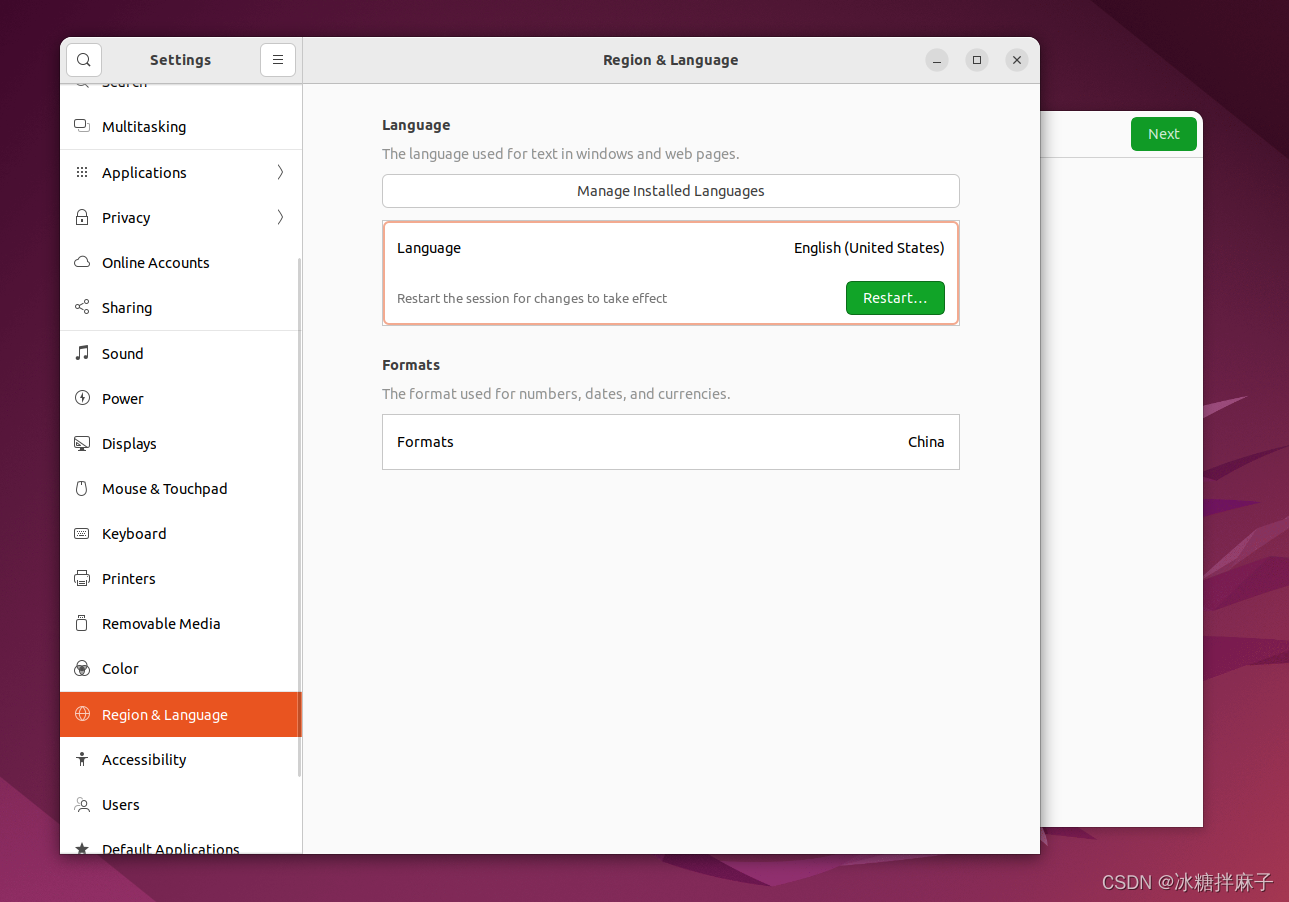 Settings
Region & Language
Search
Multitasking
Applications
Privacy
Online Accounts
Sharing
Sound
Power
Displays
Mouse & Touchpad
Keyboard
Printers
Removable Media
Color
Region & Language
Accessibility
Users
Default Applications
Language
The language used for text in windows and web pages.
Manage Installed Languages
Language English (United States)
Restart the session for changes to take effect Restart…
Formats
The format used for numbers, dates, and currencies.
Formats China
Next
CSDN @冰糖拌麻子